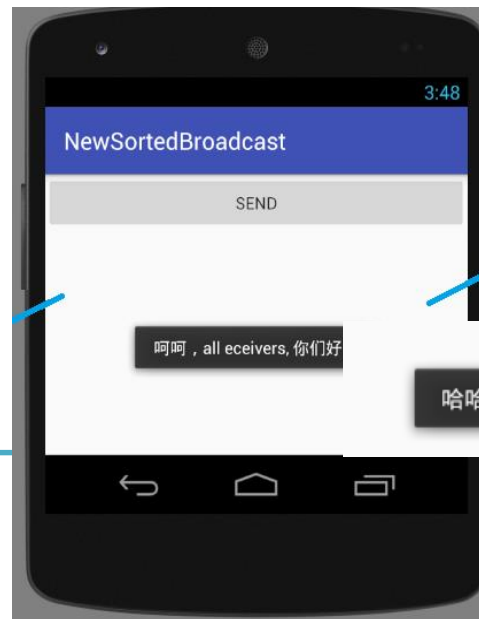 3:48
NewSortedBroadcast
SEND
呵呵，all eceivers, 你们好
哈哈